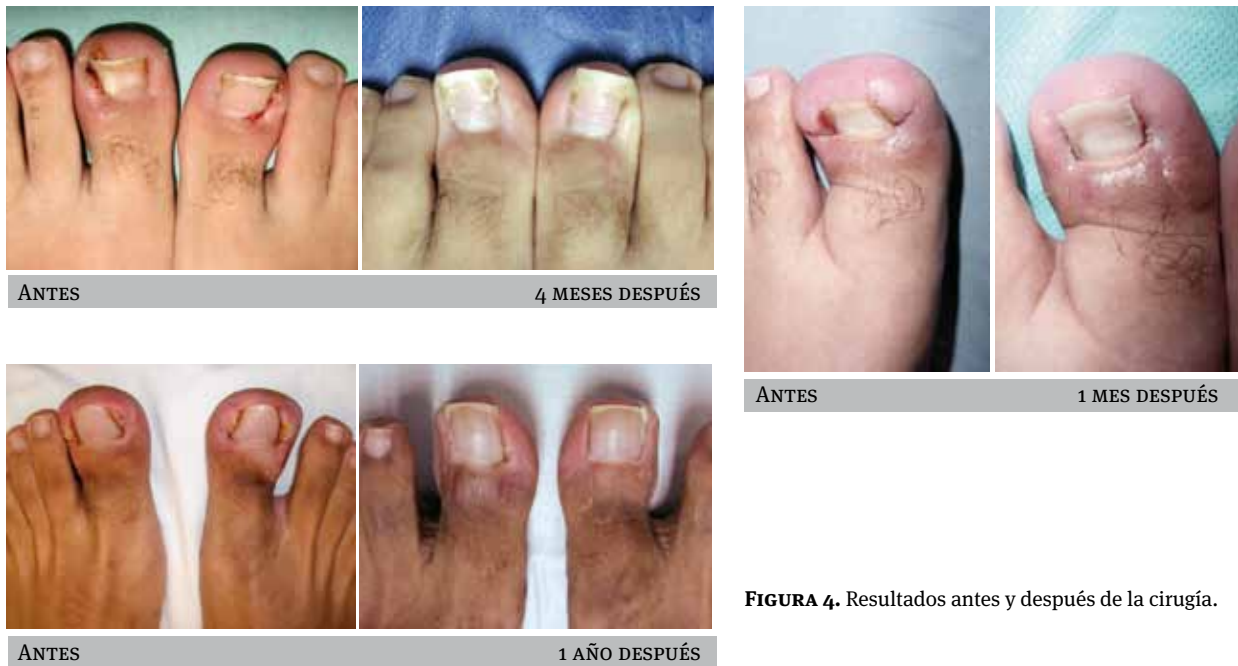 ANTES 4 MESES DESPUÉS
ANTES 1 MES DESPUÉS
ANTES 1 AÑO DESPUÉS
FIGURA 4. Resultados antes y después de la cirugía.